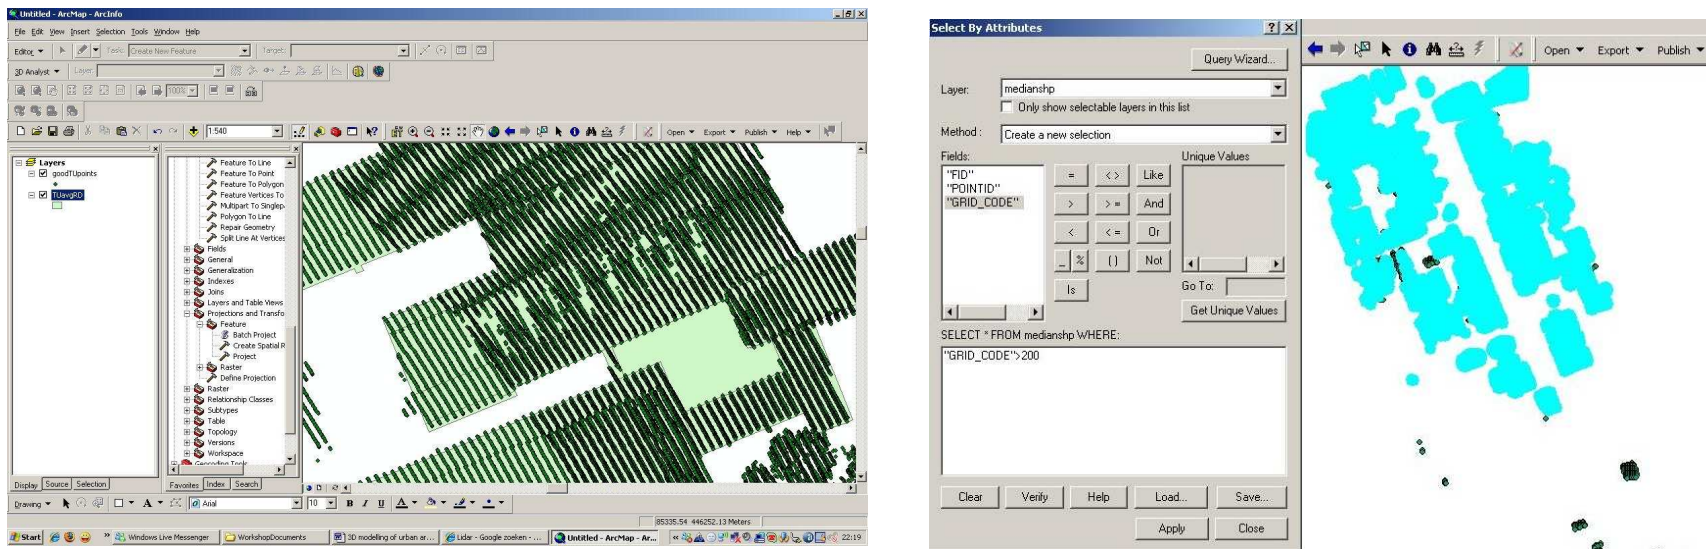 Untitled - ArcMap - ArcInfo
File Edit View Insert Selection Tools Window Help
Editor Task: Create New Feature Target:
3D Analyst Layer:
100%
1:540 Open Export Publish Help
Layers
goodTUpoints
TUavgRD
Feature To Line
Feature To Point
Feature To Polygon
Feature Vertices To
Multipart To Singlepa
Polygon To Line
Repair Geometry
Split Line At Vertices
Fields
General
Generalization
Indexes
Joins
Layers and Table Views
Projections and Transfo
Feature
Batch Project
Create Spatial R
Project
Raster
Define Projection
Raster
Relationship Classes
Subtypes
Table
Topology
Versions
Workspace
Geocoding Tools
Display Source Selection
Favorites Index Search
Drawing A Arial 10 B I U A
85335.54 446252.13 Meters
Start Windows Live Messenger WorkshopDocuments 3D modelling of urban ar... Lidar - Google zoeken - ... Untitled - ArcMap - Ar... 22:19
Select By Attributes
Query Wizard...
Layer: medianshp
Only show selectable layers in this list
Method : Create a new selection
Fields: Unique Values
"FID"
"POINTID"
"GRID_CODE"
= < > Like
> > = And
< < = Or
_ % ( ) Not
Is
Go To:
Get Unique Values
SELECT * FROM medianshp WHERE:
"GRID_CODE">200
Clear Verify Help Load... Save...
Apply Close
Open Export Publish